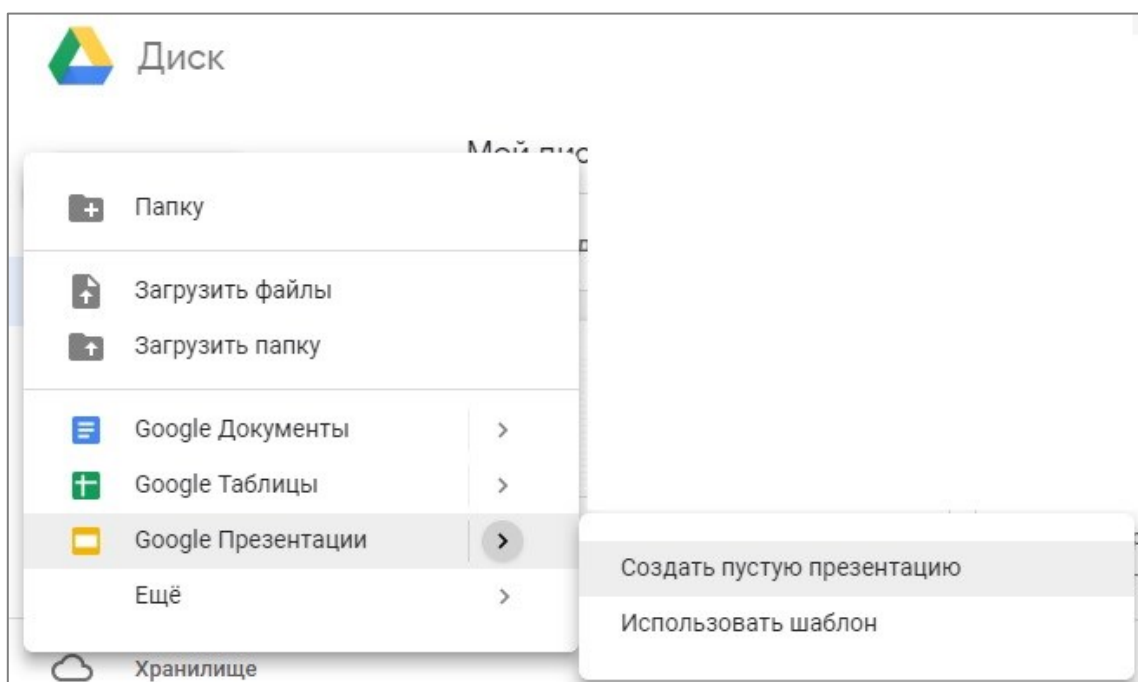 Диск
Мой
Папку
Загрузить файлы
Загрузить папку
Google Документы
Google Таблицы
Google Презентации
Ещё
Создать пустую презентацию
Использовать шаблон
Хранилище